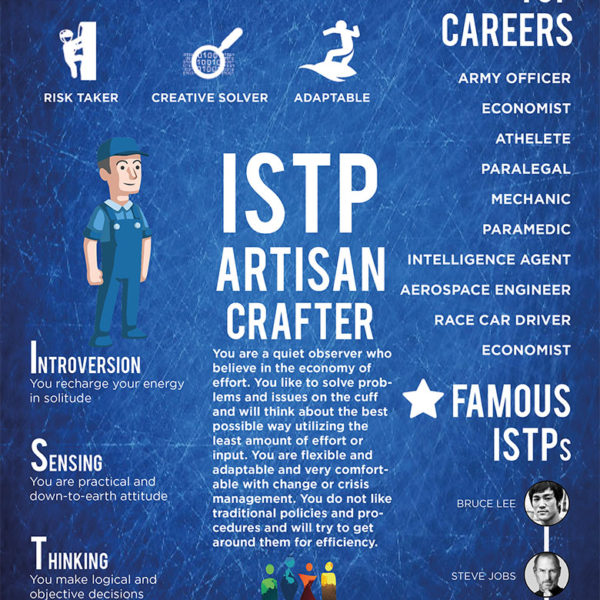 CAREERS
RISK TAKER
CREATIVE SOLVER
ADAPTABLE
ARMY OFFICER
ECONOMIST
ATHELETE
PARALEGAL
MECHANIC
PARAMEDIC
INTELLIGENCE AGENT
AEROSPACE ENGINEER
RACE CAR DRIVER
ECONOMIST
ISTP
ARTISAN
CRAFTER
You are a quiet observer who
believe in the economy of
effort. You like to solve prob-
lems and issues on the cuff
and will think about the best
possible way utilizing the
least amount of effort or
input. You are flexible and
adaptable and very comfort-
able with change or crisis
management. You do not like
traditional policies and pro-
cedures and will try to get
around them for efficiency.
INTROVERSION
You recharge your energy
in solitude
SENSING
You are practical and
down-to-earth attitude
THINKING
You make logical and
objective decisions
FAMOUS
ISTPs
BRUCE LEE
STEVE JOBS